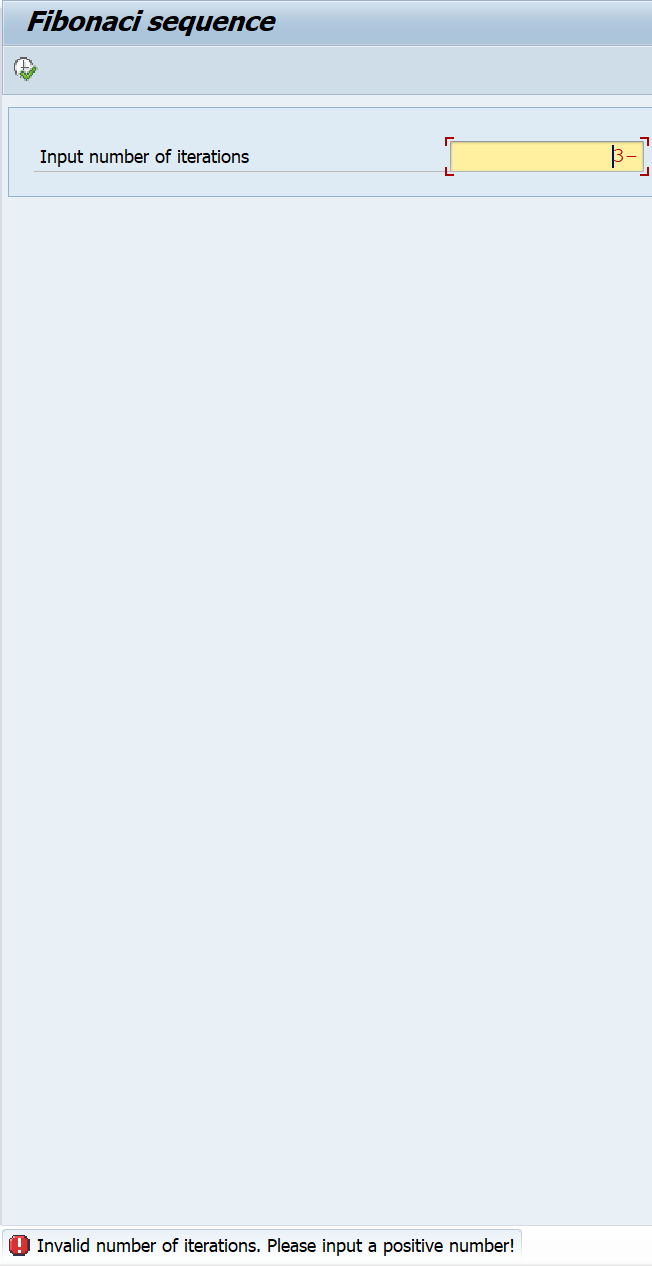 Fibonaci sequence
Input number of iterations
3-
Invalid number of iterations. Please input a positive number!